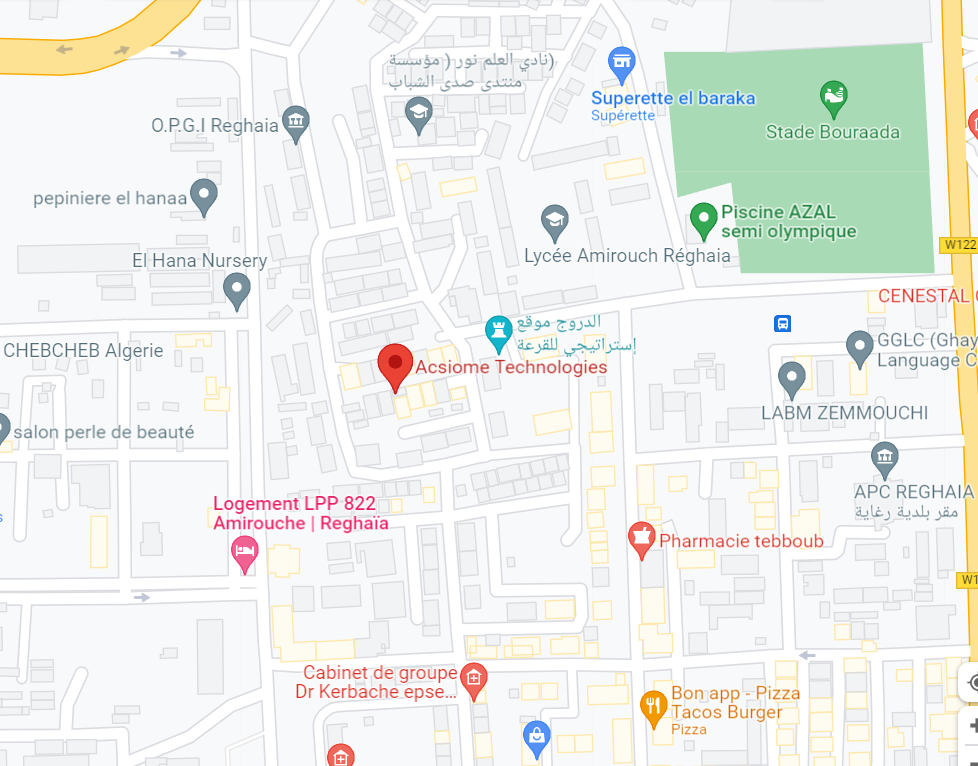 نادي العلم نور ( مؤسسة)
منتدى صدى الشباب
Superette el baraka
Supérette
O.P.G.I Reghaia
Stade Bouraada
pepiniere el hanaa
Piscine AZAL
semi olympique
W122
Lycée Amirouch Réghaia
El Hana Nursery
CENESTAL
الدروج موقع
إستراتيجي للقرعة
CHEBCHEB Algerie
GGLC (Ghay
Language C
Acsiome Technologies
LABM ZEMMOUCHI
salon perle de beauté
APC REGHAIA
مقر بلدية رغاية
Logement LPP 822
Amirouche | Reghaïa
s
Pharmacie tebboub
W1
Cabinet de groupe
Dr Kerbache epse...
Bon app - Pizza
Tacos Burger
Pizza